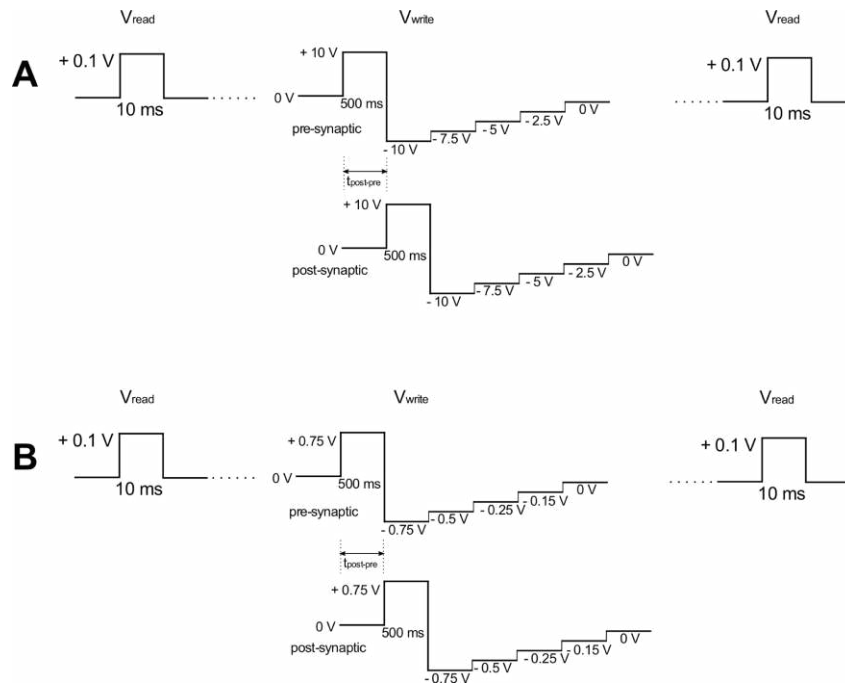 Vread
Vwrite
Vread
A
+ 0.1 V
10 ms
+ 10 V
0 V
500 ms
pre-synaptic
- 10 V
- 7.5 V
- 5 V
- 2.5 V
0 V
+ 0.1 V
10 ms
tpost-pre
+ 10 V
0 V
500 ms
post-synaptic
- 10 V
- 7.5 V
- 5 V
- 2.5 V
0 V
Vread
Vwrite
Vread
B
+ 0.1 V
10 ms
+ 0.75 V
0 V
500 ms
pre-synaptic
- 0.75 V
- 0.5 V
- 0.25 V
- 0.15 V
0 V
+ 0.1 V
10 ms
tpost-pre
+ 0.75 V
0 V
500 ms
post-synaptic
- 0.75 V
- 0.5 V
- 0.25 V
- 0.15 V
0 V